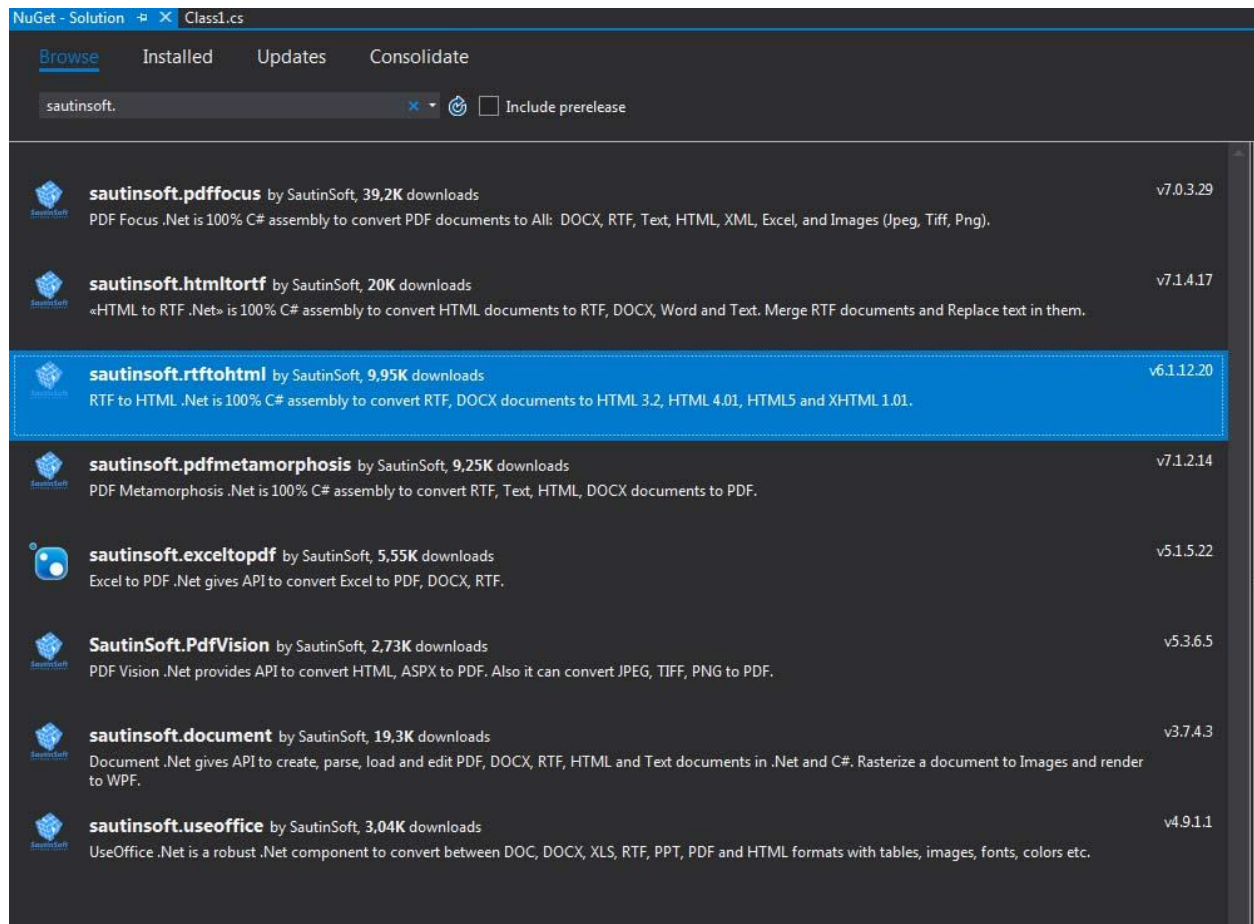 NuGet - Solution Class1.cs
Browse Installed Updates Consolidate
sautinsoft. Include prerelease
sautinsoft.pdffocus by SautinSoft, 39,2K downloads v7.0.3.29
PDF Focus .Net is 100% C# assembly to convert PDF documents to All: DOCX, RTF, Text, HTML, XML, Excel, and Images (Jpeg, Tiff, Png).
SautinSoft
sautinsoft.htmltortf by SautinSoft, 20K downloads v7.1.4.17
«HTML to RTF .Net» is 100% C# assembly to convert HTML documents to RTF, DOCX, Word and Text. Merge RTF documents and Replace text in them.
SautinSoft
sautinsoft.rtftohtml by SautinSoft, 9,95K downloads v6.1.12.20
RTF to HTML .Net is 100% C# assembly to convert RTF, DOCX documents to HTML 3.2, HTML 4.01, HTML5 and XHTML 1.01.
SautinSoft
sautinsoft.pdfmetamorphosis by SautinSoft, 9,25K downloads v7.1.2.14
PDF Metamorphosis .Net is 100% C# assembly to convert RTF, Text, HTML, DOCX documents to PDF.
SautinSoft
sautinsoft.exceltopdf by SautinSoft, 5,55K downloads v5.1.5.22
Excel to PDF .Net gives API to convert Excel to PDF, DOCX, RTF.
SautinSoft.PdfVision by SautinSoft, 2,73K downloads v5.3.6.5
PDF Vision .Net provides API to convert HTML, ASPX to PDF. Also it can convert JPEG, TIFF, PNG to PDF.
SautinSoft
sautinsoft.document by SautinSoft, 19,3K downloads v3.7.4.3
Document .Net gives API to create, parse, load and edit PDF, DOCX, RTF, HTML and Text documents in .Net and C#. Rasterize a document to Images and render
to WPF.
SautinSoft
sautinsoft.useoffice by SautinSoft, 3,04K downloads v4.9.1.1
UseOffice .Net is a robust .Net component to convert between DOC, DOCX, XLS, RTF, PPT, PDF and HTML formats with tables, images, fonts, colors etc.
SautinSoft